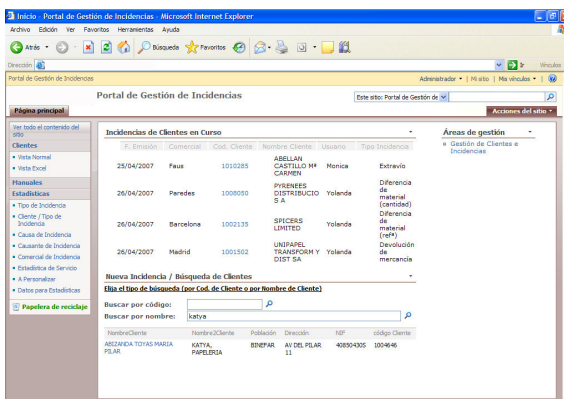 Inicio - Portal de Gestión de Incidencias - Microsoft Internet Explorer
Archivo Edición Ver Favoritos Herramientas Ayuda
Atrás Búsqueda Favoritos
Dirección Ir Vínculos
Portal de Gestión de Incidencias Administrador Mi sitio Mis vínculos
Portal de Gestión de Incidencias Este sitio: Portal de Gestión de
Página principal Acciones del sitio
Ver todo el contenido del sitio
Clientes
Vista Normal
Vista Excel
Manuales
Estadísticas
Tipo de Incidencia
Cliente / Tipo de Incidencia
Causa de Incidencia
Causante de Incidencia
Comercial de Incidencia
Estadística de Servicio
A Personalizar
Datos para Estadísticas
Papelera de reciclaje
Incidencias de Clientes en Curso
F. Emisión Comercial Cod. Cliente Nombre Cliente Usuario Tipo Incidencia
25/04/2007 Faus 1010285 ABELLAN CASTILLO Mª CARMEN Monica Extravío
26/04/2007 Paredes 1008050 PYRENEES DISTRIBUCIO S A Yolanda Diferencia de material (cantidad)
26/04/2007 Barcelona 1002135 SPICERS LIMITED Yolanda Diferencia de material (refª)
26/04/2007 Madrid 1001502 UNIPAPEL TRANSFORM Y DIST SA Yolanda Devolución de mercancía
Nueva Incidencia / Búsqueda de Clientes
Elija el tipo de búsqueda (por Cod. de Cliente o por Nombre de Cliente)
Buscar por código:
Buscar por nombre: katya
NombreCliente Nombre2Cliente Población Dirección NIF código Cliente
ABIZANDA TOYAS MARIA PILAR KATYA, PAPELERIA BINEFAR AV DEL PILAR 11 40850430S 1004646
Áreas de gestión
Gestión de Clientes e Incidencias